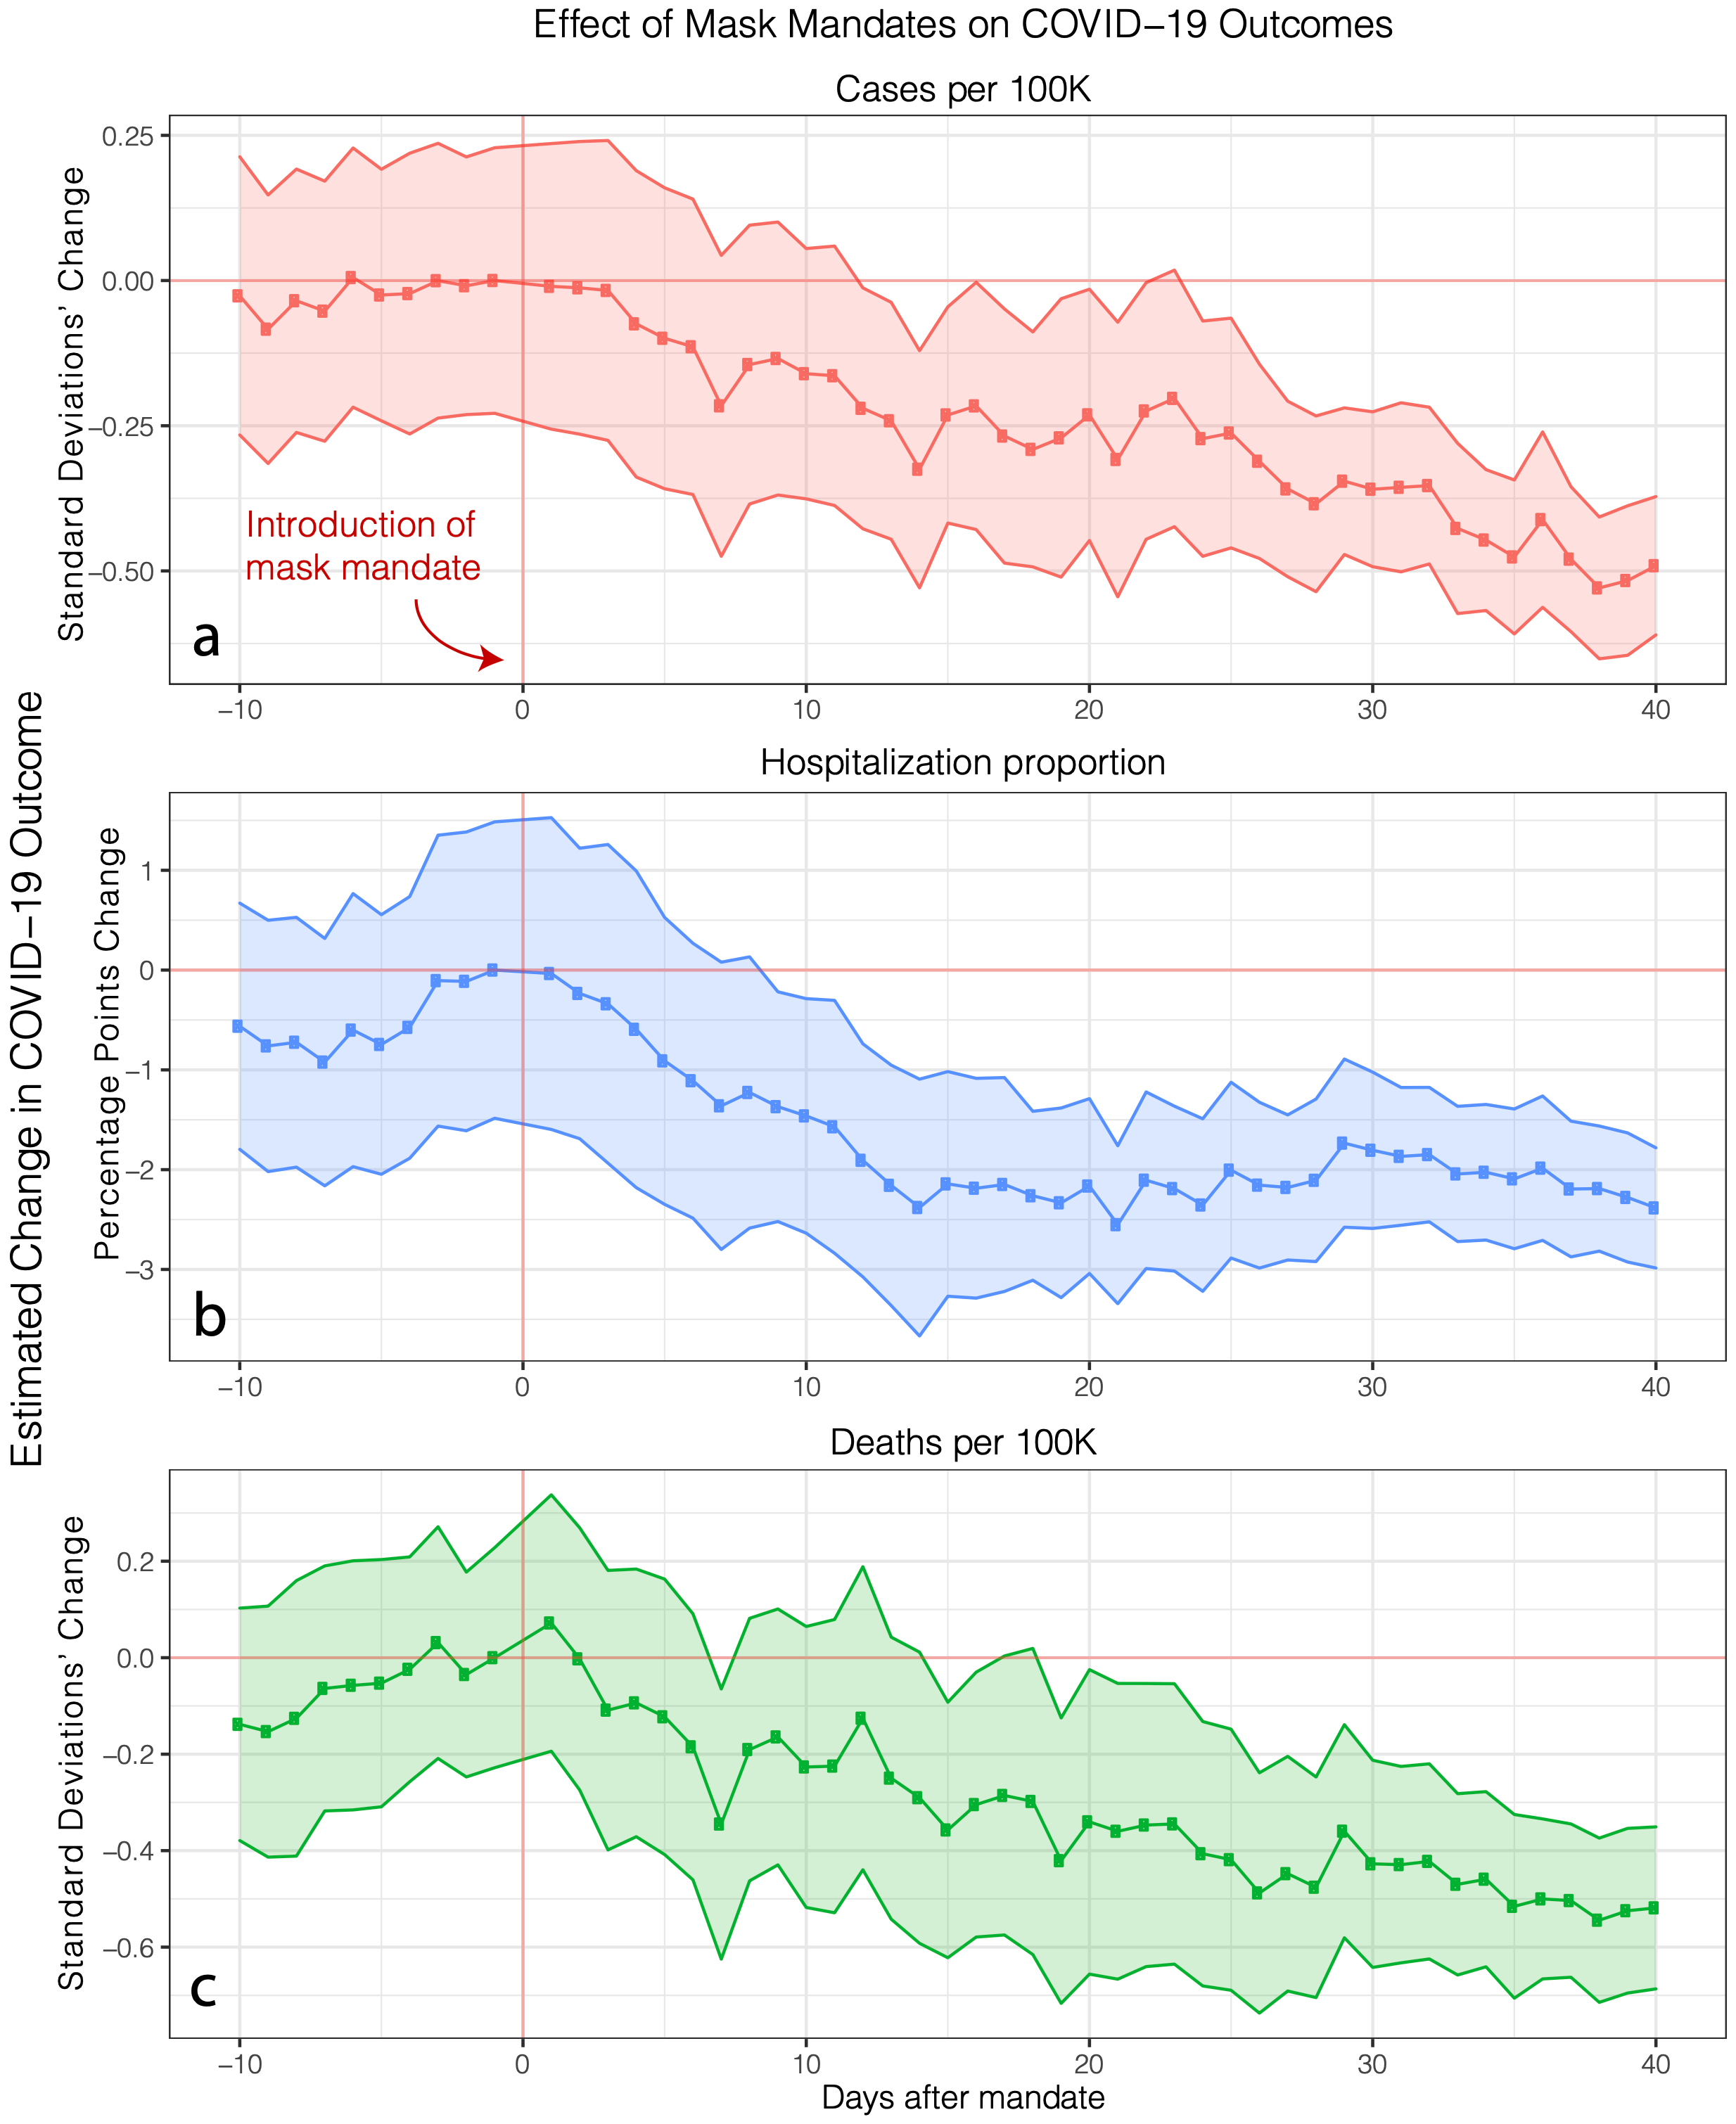 Effect of Mask Mandates on COVID−19 Outcomes
Estimated Change in COVID−19 Outcome
Cases per 100K
Standard Deviations’ Change
0.25
0.00
−0.25
−0.50
Introduction of
mask mandate
a
−10 0 10 20 30 40
Hospitalization proportion
Percentage Points Change
1
0
−1
−2
−3
b
−10 0 10 20 30 40
Deaths per 100K
Standard Deviations’ Change
0.2
0.0
−0.2
−0.4
−0.6
c
−10 0 10 20 30 40
Days after mandate